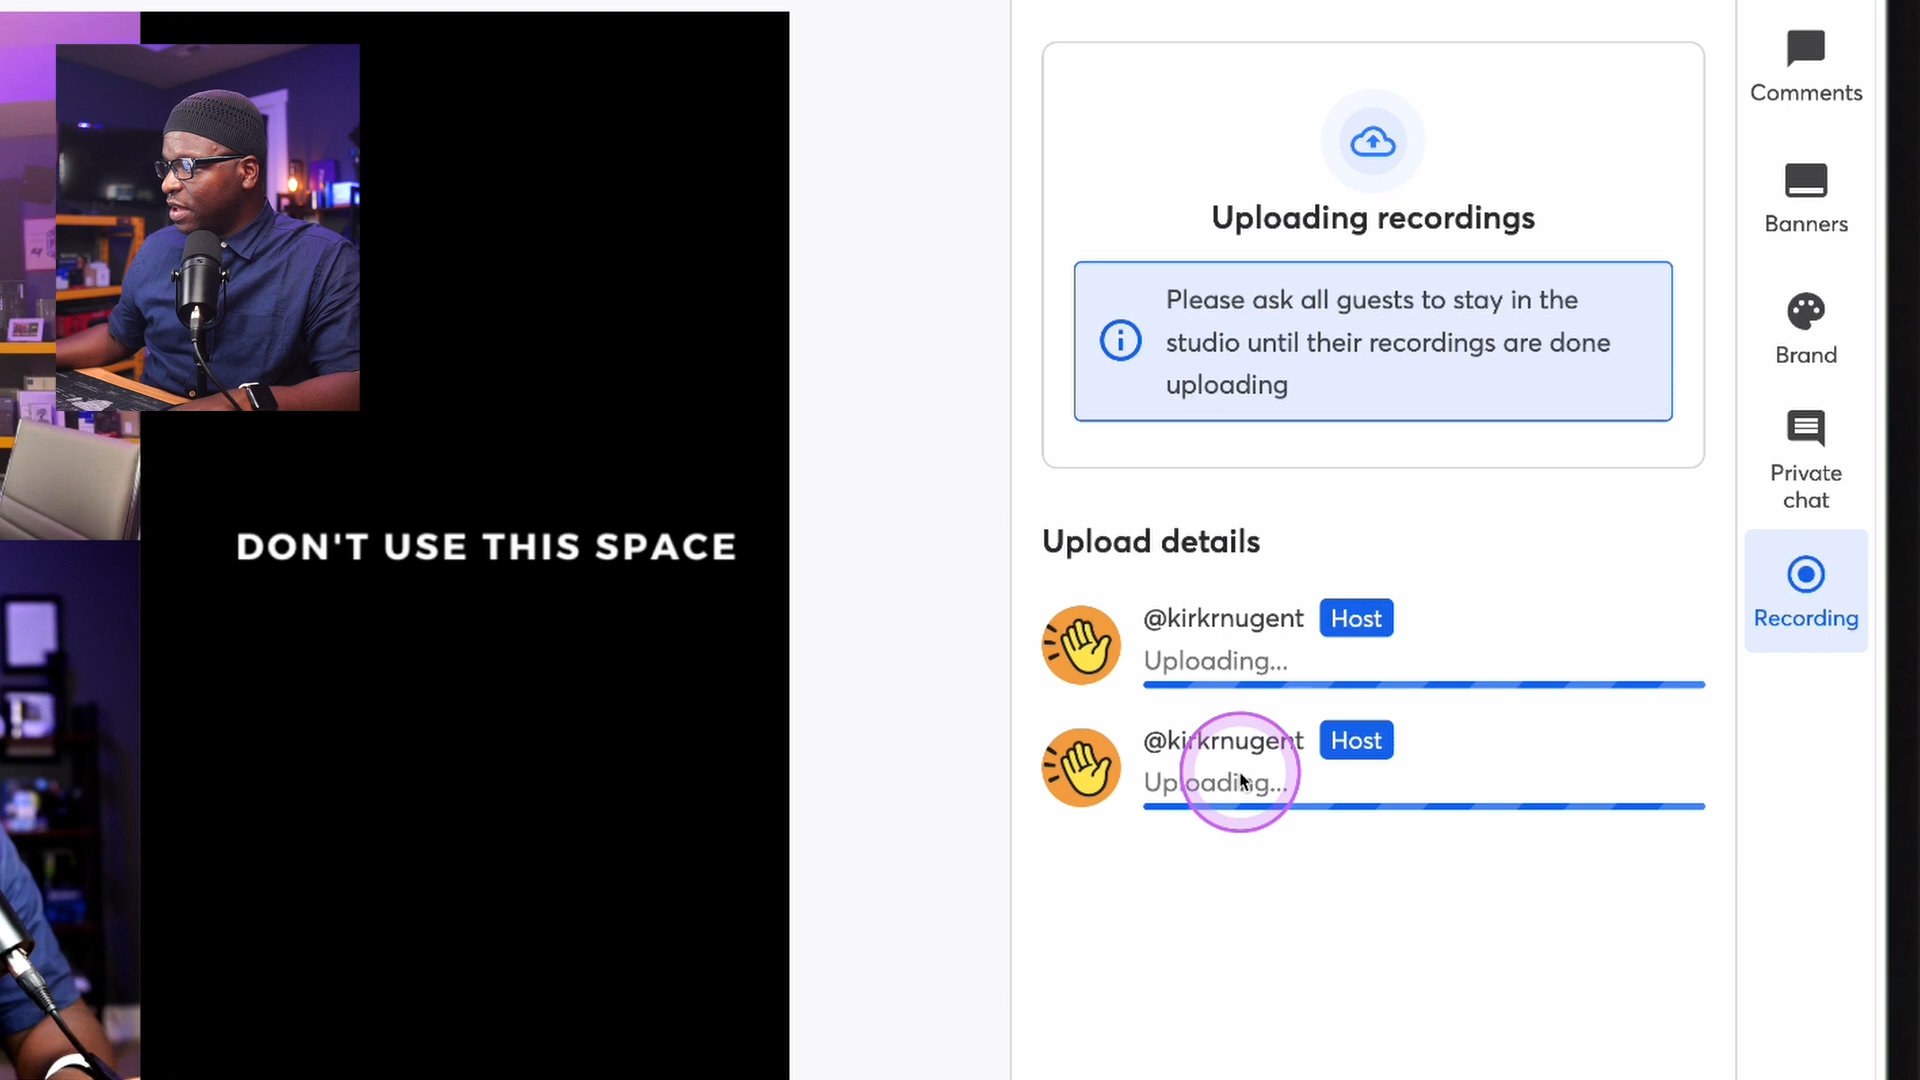 DON'T USE THIS SPACE
Uploading recordings
Please ask all guests to stay in the
studio until their recordings are done
uploading
Upload details
@kirkrnugent Host
Uploading...
@kirkrnugent Host
Uploading...
Comments
Banners
Brand
Private
chat
Recording